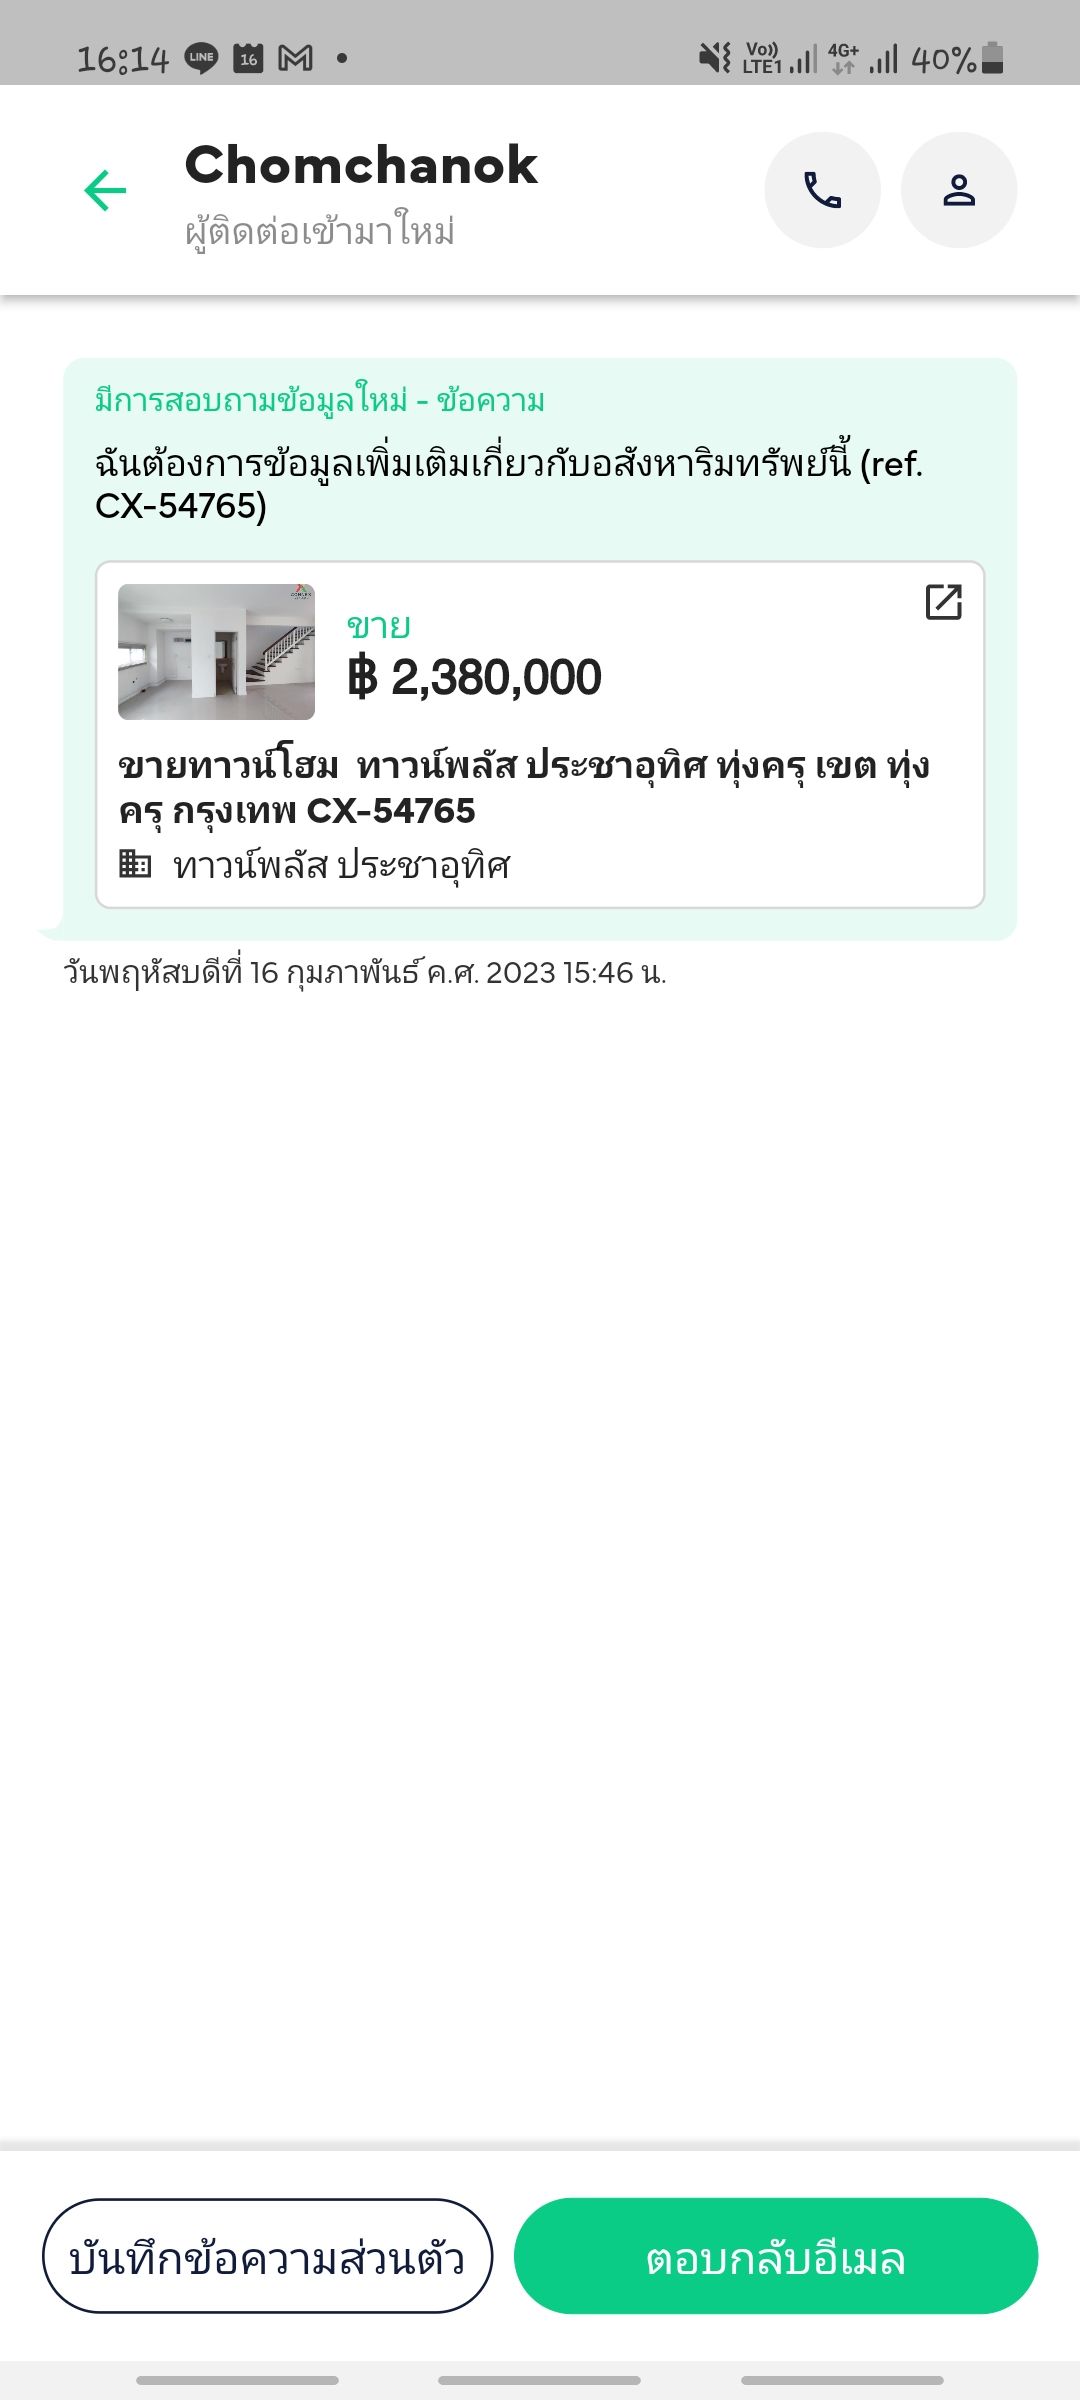 16:14 LINE 16 Vo)) LTE1 4G+ 40%
Chomchanok
ผู้ติดต่อเข้ามาใหม่
มีการสอบถามข้อมูลใหม่ - ข้อความ
ฉันต้องการข้อมูลเพิ่มเติมเกี่ยวกับอสังหาริมทรัพย์นี้ (ref.
CX-54765)
ขาย
฿ 2,380,000
ขายทาวน์โฮม ทาวน์พลัส ประชาอุทิศ ทุ่งครุ เขต ทุ่ง
ครุ กรุงเทพ CX-54765
ทาวน์พลัส ประชาอุทิศ
วันพฤหัสบดีที่ 16 กุมภาพันธ์ ค.ศ. 2023 15:46 น.
บันทึกข้อความส่วนตัว
ตอบกลับอีเมล